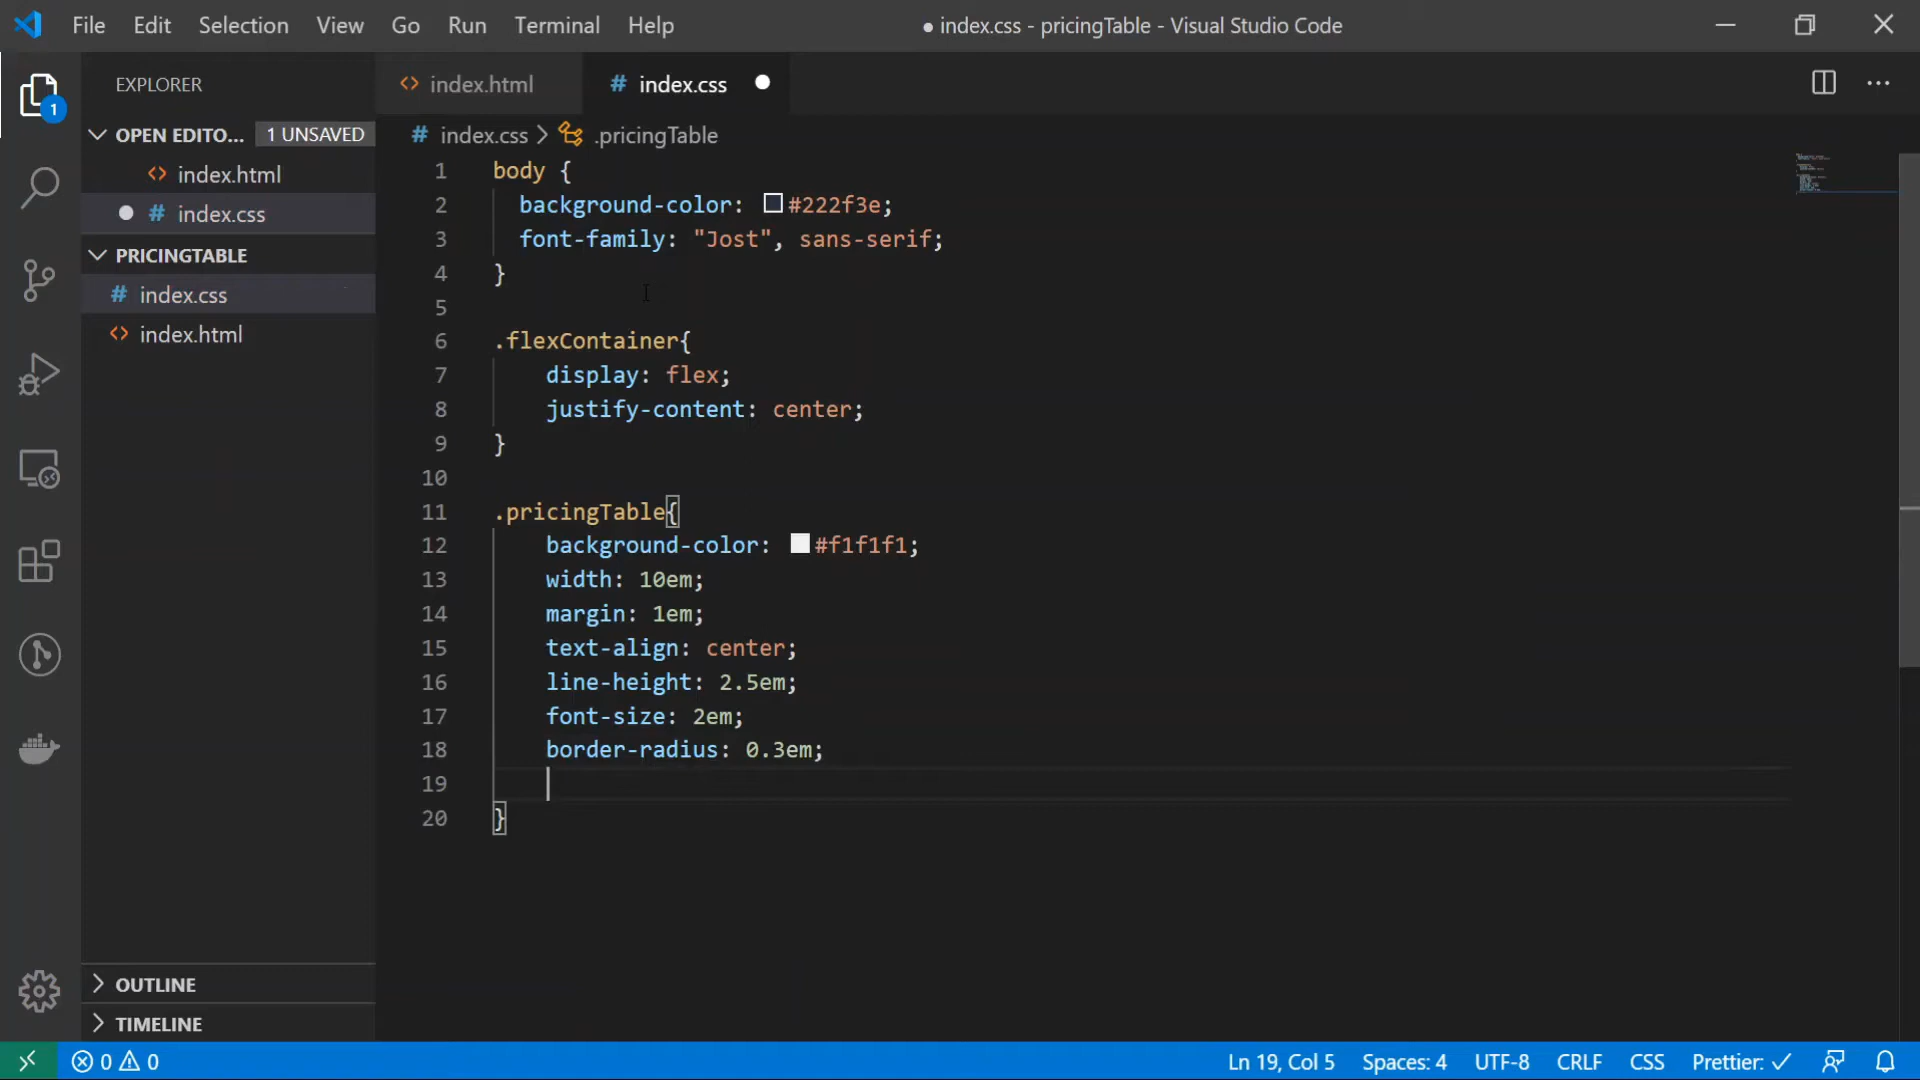 File Edit Selection View Go Run Terminal Help
● index.css - pricingTable - Visual Studio Code
EXPLORER
OPEN EDITO... 1 UNSAVED
index.html
index.css
PRICINGTABLE
index.css
index.html
OUTLINE
TIMELINE
1
index.html
index.css
index.css > .pricingTable
1 body {
2 background-color: #222f3e;
3 font-family: "Jost", sans-serif;
4 }
5
6 .flexContainer{
7 display: flex;
8 justify-content: center;
9 }
10
11 .pricingTable{
12 background-color: #f1f1f1;
13 width: 10em;
14 margin: 1em;
15 text-align: center;
16 line-height: 2.5em;
17 font-size: 2em;
18 border-radius: 0.3em;
19
20 }
0 0
Ln 19, Col 5 Spaces: 4 UTF-8 CRLF CSS Prettier: ✓